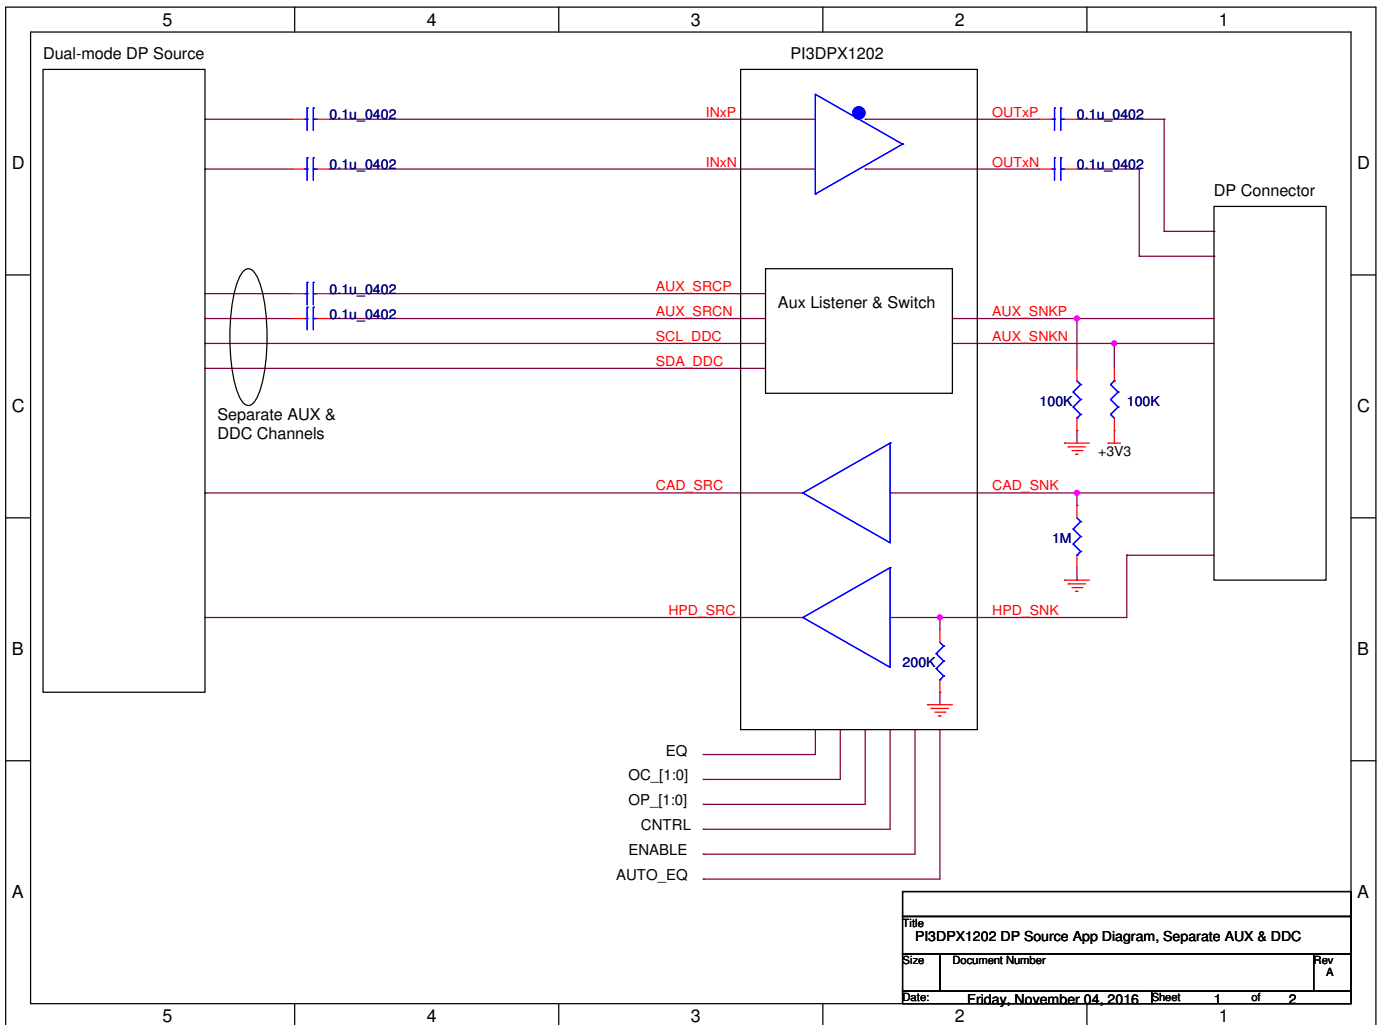 5 4 3 2 1
Dual-mode DP Source
PI3DPX1202
0.1u_0402
INxP
OUTxP
0.1u_0402
D
0.1u_0402
INxN
OUTxN
0.1u_0402
D
DP Connector
0.1u_0402
AUX_SRCP
0.1u_0402
AUX_SRCN
SCL_DDC
SDA_DDC
Aux Listener & Switch
AUX_SNKP
AUX_SNKN
C
Separate AUX &
DDC Channels
100K
100K
+3V3
C
CAD_SRC
CAD_SNK
1M
HPD_SRC
HPD_SNK
200K
B
B
EQ
OC_[1:0]
OP_[1:0]
CNTRL
ENABLE
AUTO_EQ
A
A
Title
PI3DPX1202 DP Source App Diagram, Separate AUX & DDC
Size Document Number Rev
A
Date: Friday, November 04, 2016 Sheet 1 of 2
5 4 3 2 1